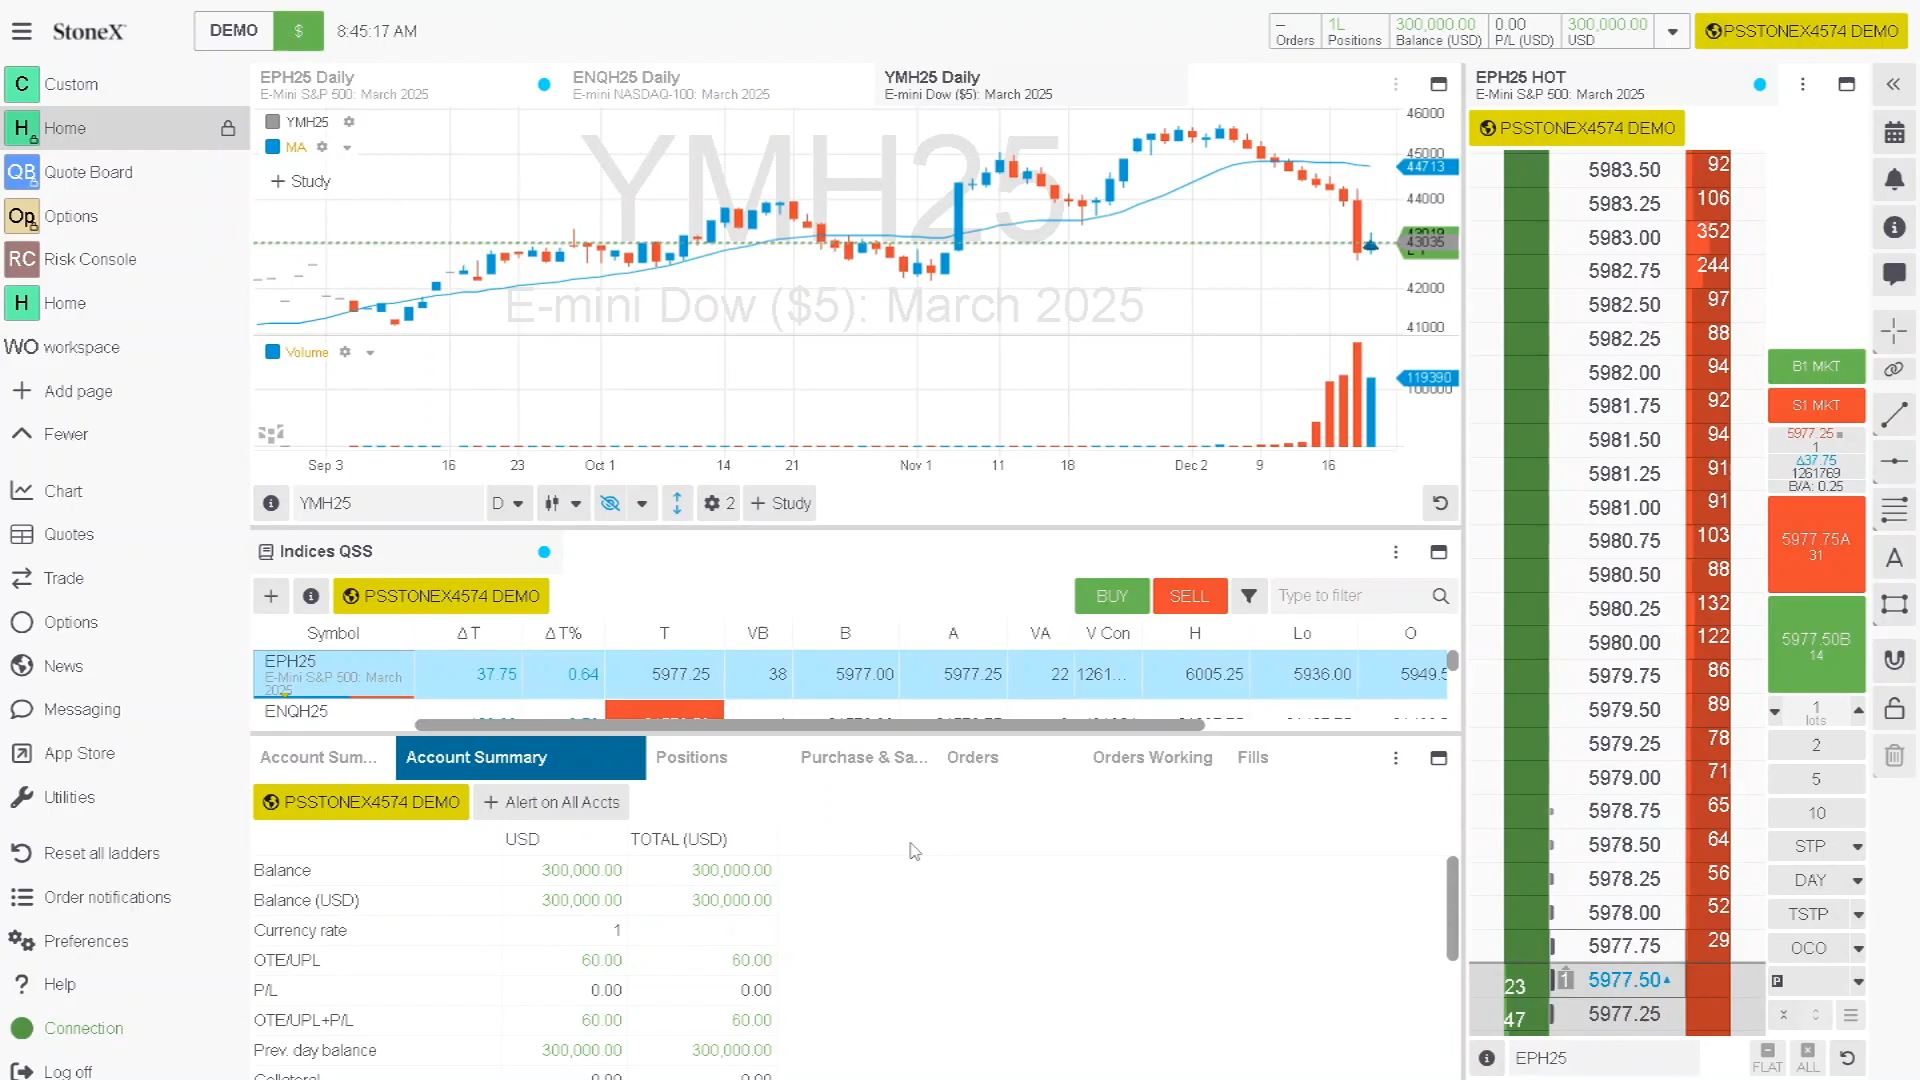 StoneX
DEMO
$
8:45:17 AM
–
Orders
1L
Positions
300,000.00
Balance (USD)
0.00
P/L (USD)
300,000.00
USD
PSSTONEX4574 DEMO
C Custom
H Home
QB Quote Board
Op Options
RC Risk Console
H Home
WO workspace
Add page
Fewer
Chart
Quotes
Trade
Options
News
Messaging
App Store
Utilities
Reset all ladders
Order notifications
Preferences
? Help
Connection
Log off
EPH25 Daily
E-Mini S&P 500: March 2025
ENQH25 Daily
E-mini NASDAQ-100: March 2025
YMH25 Daily
E-mini Dow ($5): March 2025
YMH25
MA
+ Study
YMH25
E-mini Dow ($5): March 2025
46000
45000
44713
44000
43035
42000
41000
Volume
119390
100000
Sep 3 16 23 Oct 1 14 21 Nov 1 11 18 Dec 2 9 16
YMH25
D
2
+ Study
Indices QSS
PSSTONEX4574 DEMO
BUY
SELL
Type to filter
Symbol Δ T Δ T% T VB B A VA V Con H Lo O
EPH25
E-Mini S&P 500: March
2025
37.75 0.64 5977.25 38 5977.00 5977.25 22 1261... 6005.25 5936.00 5949.5
ENQH25
Account Sum...
Account Summary
Positions
Purchase & Sa...
Orders
Orders Working
Fills
PSSTONEX4574 DEMO
+ Alert on All Accts
USD TOTAL (USD)
Balance 300,000.00 300,000.00
Balance (USD) 300,000.00 300,000.00
Currency rate 1
OTE/UPL 60.00 60.00
P/L 0.00 0.00
OTE/UPL+P/L 60.00 60.00
Prev. day balance 300,000.00 300,000.00
Collateral 0.00 0.00
EPH25 HOT
E-Mini S&P 500: March 2025
PSSTONEX4574 DEMO
5983.50 92
5983.25 106
5983.00 352
5982.75 244
5982.50 97
5982.25 88
5982.00 94
5981.75 92
5981.50 94
5981.25 91
5981.00 91
5980.75 103
5980.50 88
5980.25 132
5980.00 122
5979.75 86
5979.50 89
5979.25 78
5979.00 71
5978.75 65
5978.50 64
5978.25 56
5978.00 52
5977.75 29
23 1 5977.50
47 5977.25
B1 MKT
S1 MKT
5977.25
1
Δ37.75
1261769
B/A: 0.25
5977.75A
31
5977.50B
14
1
lots
2
5
10
STP
DAY
TSTP
OCO
P
EPH25
FLAT
ALL
A